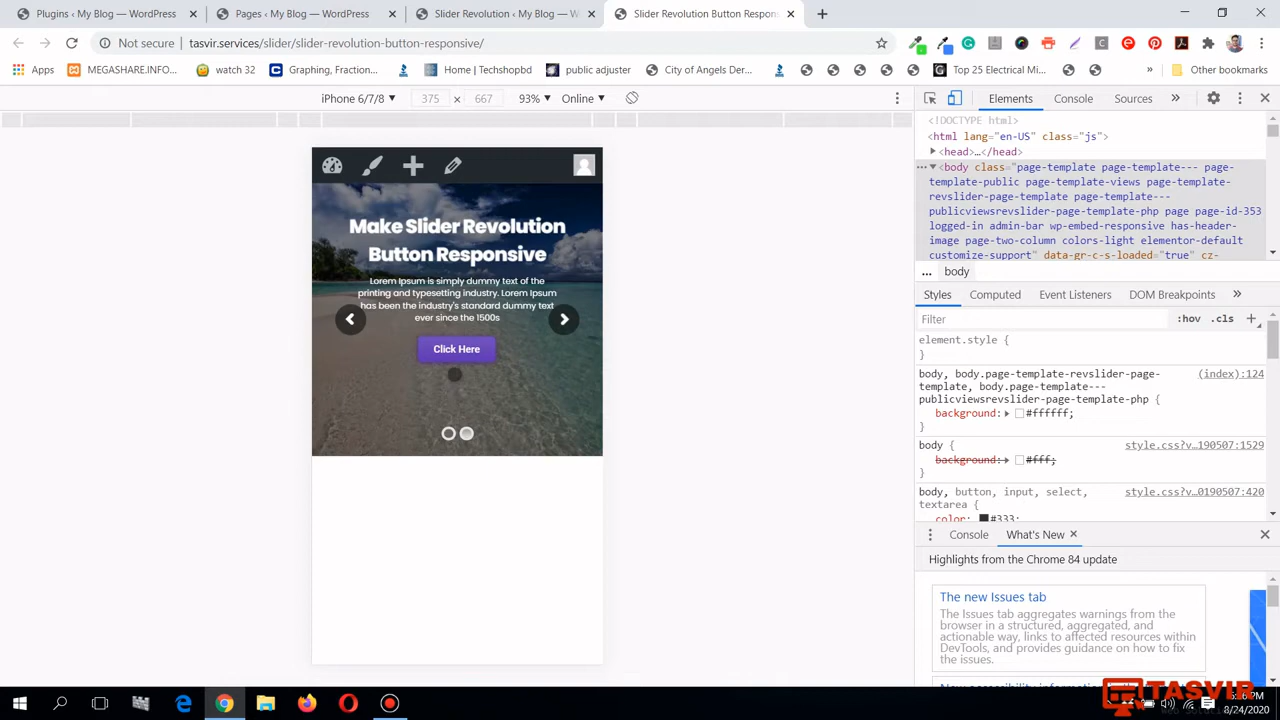 Plugins ‹ My Blog — WordPress
Pages ‹ My Blog — WordPress
Slider Revolution ‹ My Blog — W
Slider Revolution Button Respons
Not secure | tasvir.services/slider/slider-revolution-button-responsive/
Apps
MEGASHARE.INFO...
watch 32
Graphing, Fraction...
Home | Techshopbd
public adjuster
City of Angels Der...
Top 25 Electrical Mi...
»
Other bookmarks
iPhone 6/7/8 ▼ 375 × 667 93% ▼ Online ▼
Elements Console Sources »
<!DOCTYPE html>
<html lang="en-US" class="js">
<head>…</head>
<body class="page-template page-template--- page-
template-public page-template-views page-template-
revslider-page-template page-template---
publicviewsrevslider-page-template-php page page-id-353
logged-in admin-bar wp-embed-responsive has-header-
image page-two-column colors-light elementor-default
customize-support" data-gr-c-s-loaded="true" cz-
... body
Styles Computed Event Listeners DOM Breakpoints »
Filter :hov .cls +
element.style {
}
body, body.page-template-revslider-page- (index):124
template, body.page-template---
publicviewsrevslider-page-template-php {
background: #ffffff;
}
body { style.css?v…190507:1529
background: #fff;
}
body, button, input, select, style.css?v…0190507:420
textarea {
color: #333;
Console What's New
Highlights from the Chrome 84 update
The new Issues tab
The Issues tab aggregates warnings from the
browser in a structured, aggregated, and
actionable way, links to affected resources within
DevTools, and provides guidance on how to fix
the issues.
Make Slider Revolution
Button Responsive
Lorem Ipsum is simply dummy text of the
printing and typesetting industry. Lorem Ipsum
has been the industry's standard dummy text
ever since the 1500s
Click Here
TASVIR
8/24/2020